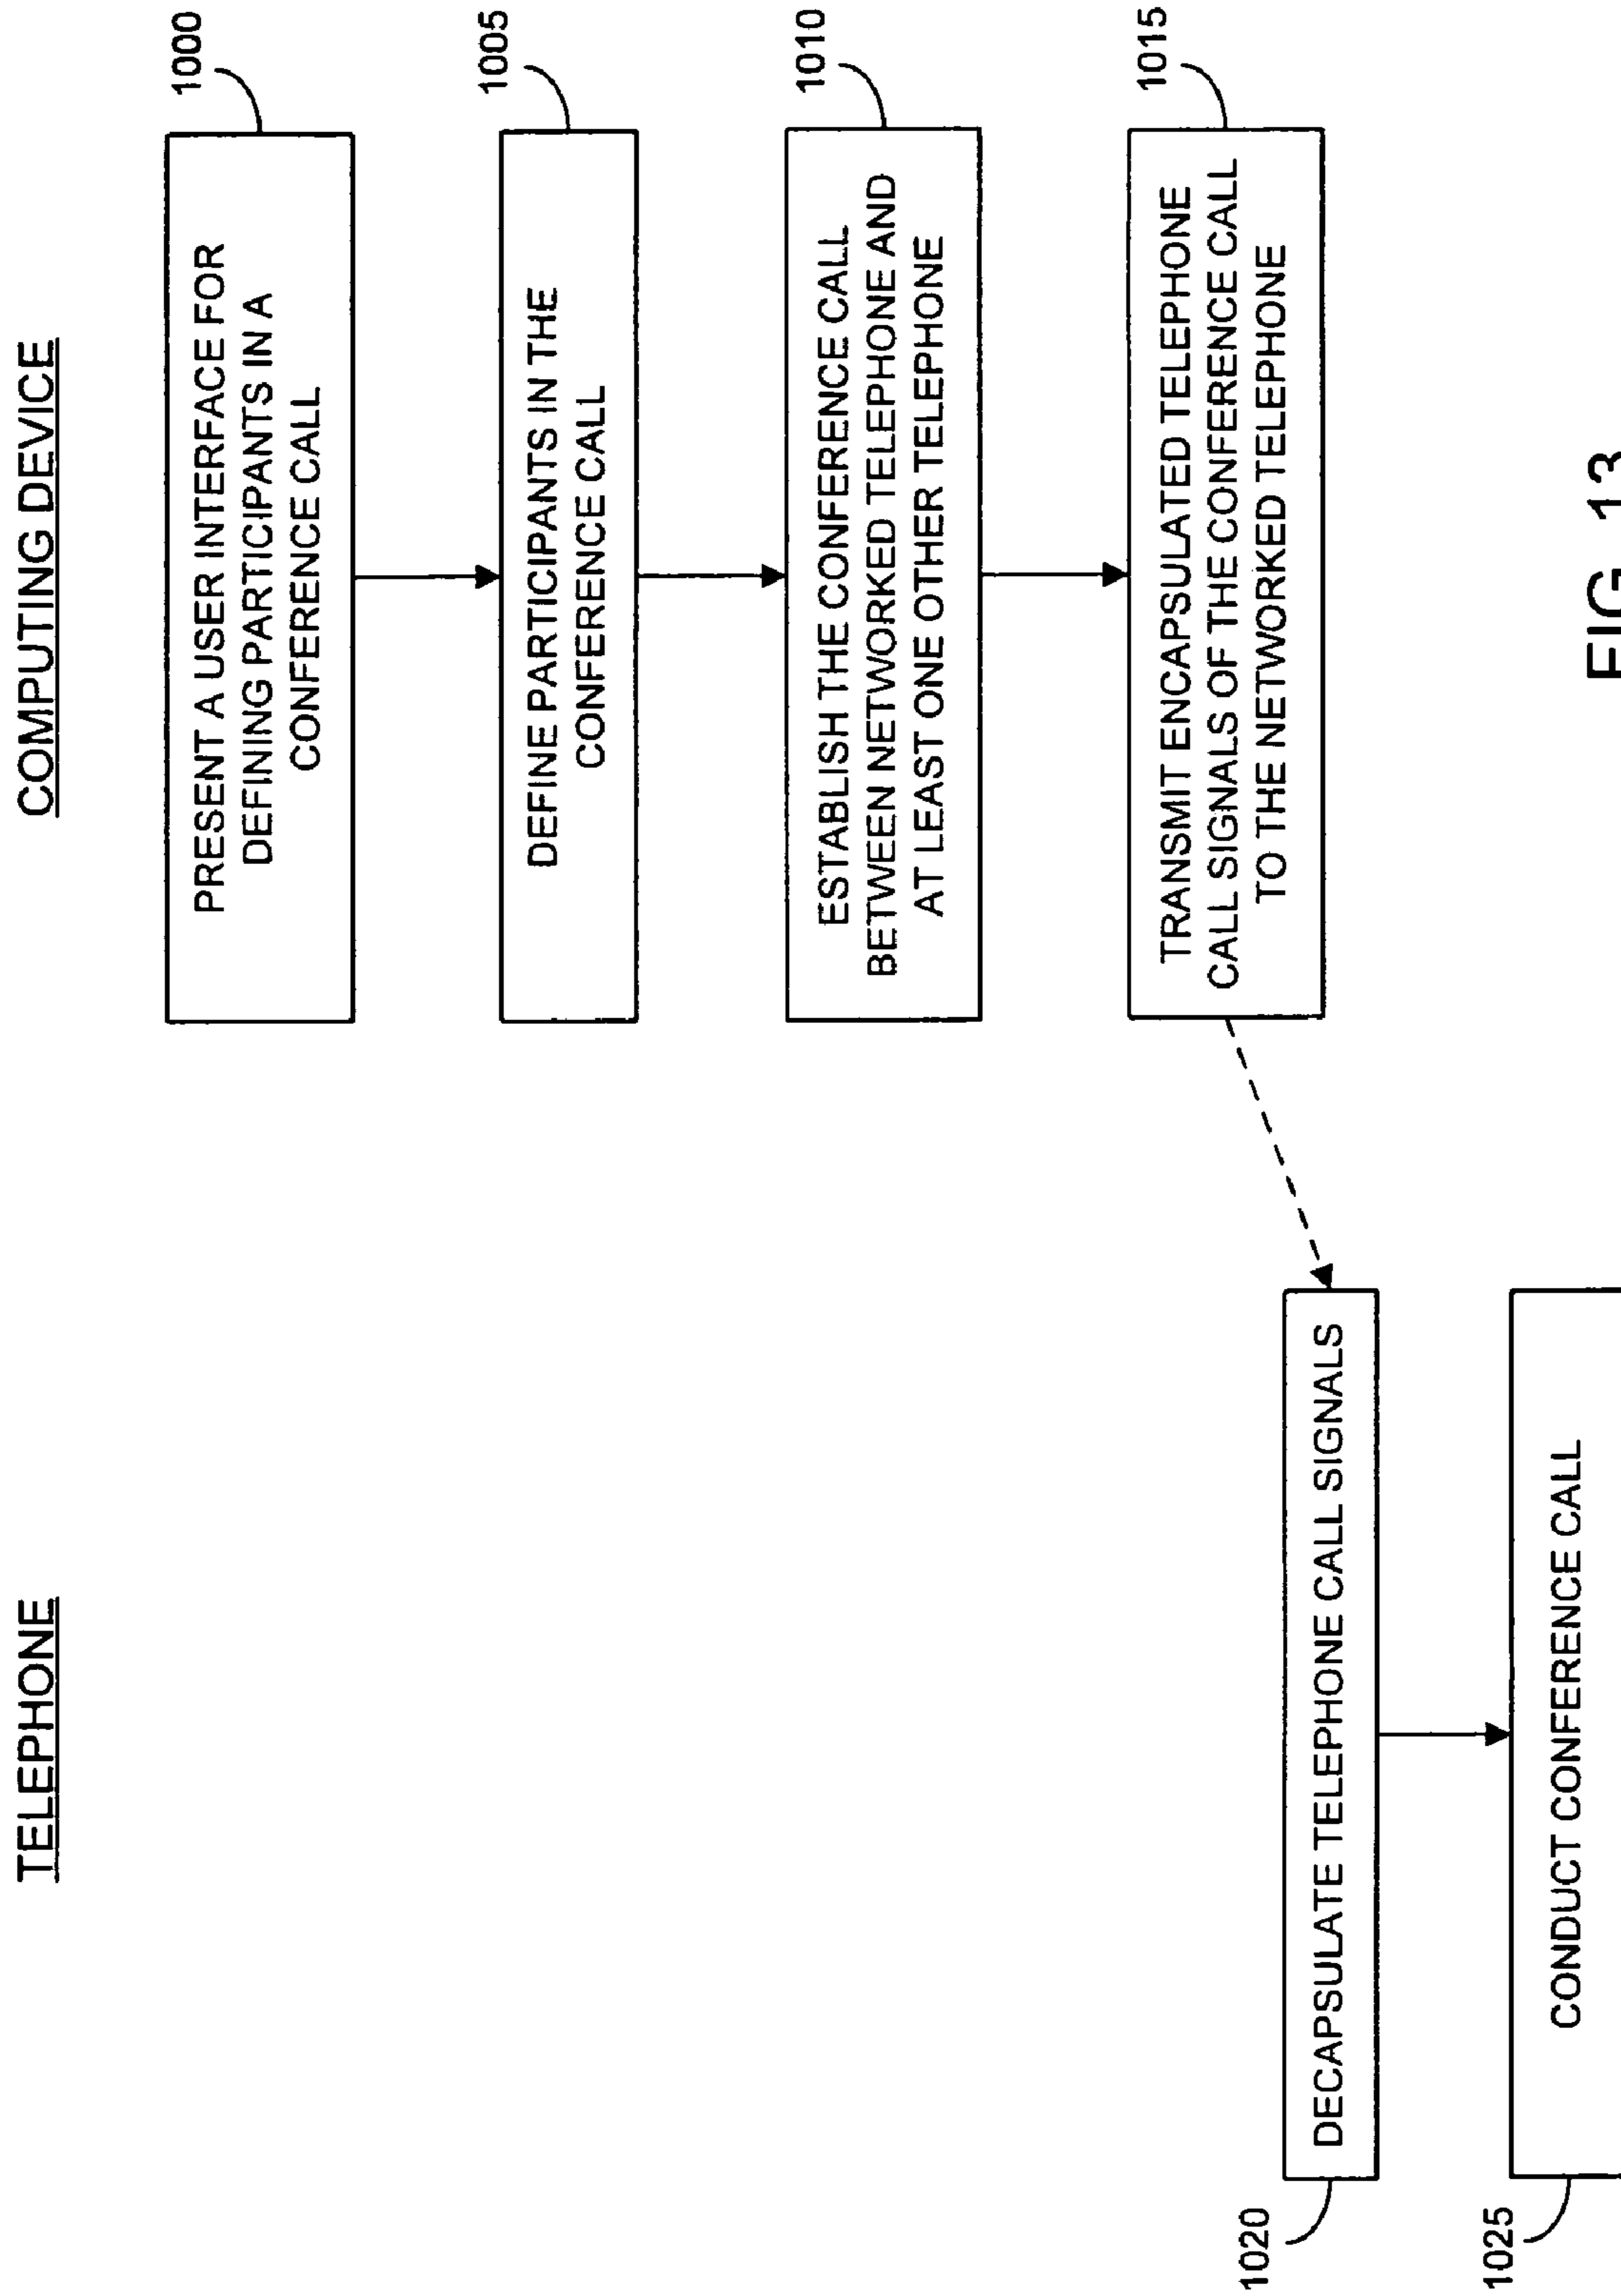 TELEPHONE
COMPUTING DEVICE
PRESENT A USER INTERFACE FOR
DEFINING PARTICIPANTS IN A
CONFERENCE CALL
1000
DEFINE PARTICIPANTS IN THE
CONFERENCE CALL
1005
ESTABLISH THE CONFERENCE CALL
BETWEEN NETWORKED TELEPHONE AND
AT LEAST ONE OTHER TELEPHONE
1010
TRANSMIT ENCAPSULATED TELEPHONE
CALL SIGNALS OF THE CONFERENCE CALL
TO THE NETWORKED TELEPHONE
1015
1020
DECAPSULATE TELEPHONE CALL SIGNALS
1025
CONDUCT CONFERENCE CALL
FIG. 13